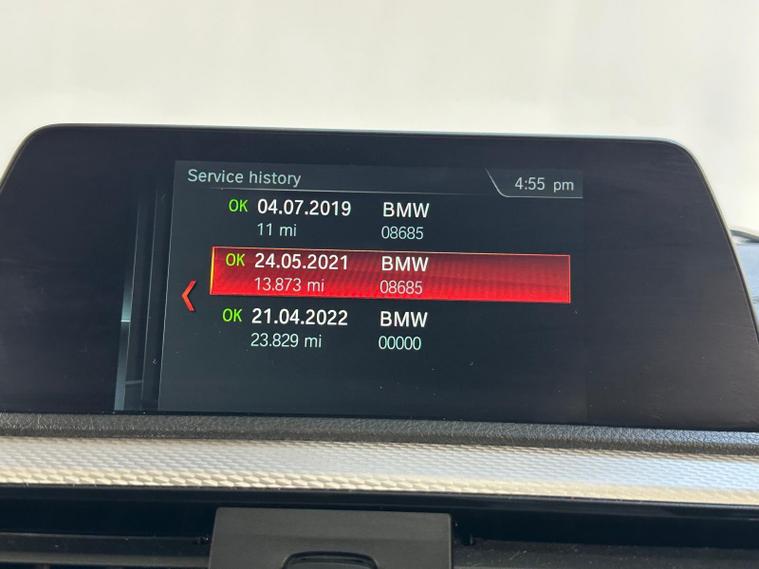 Service history
4:55 pm
OK 04.07.2019 BMW
11 mi 08685
OK 24.05.2021 BMW
13.873 mi 08685
OK 21.04.2022 BMW
23.829 mi 00000